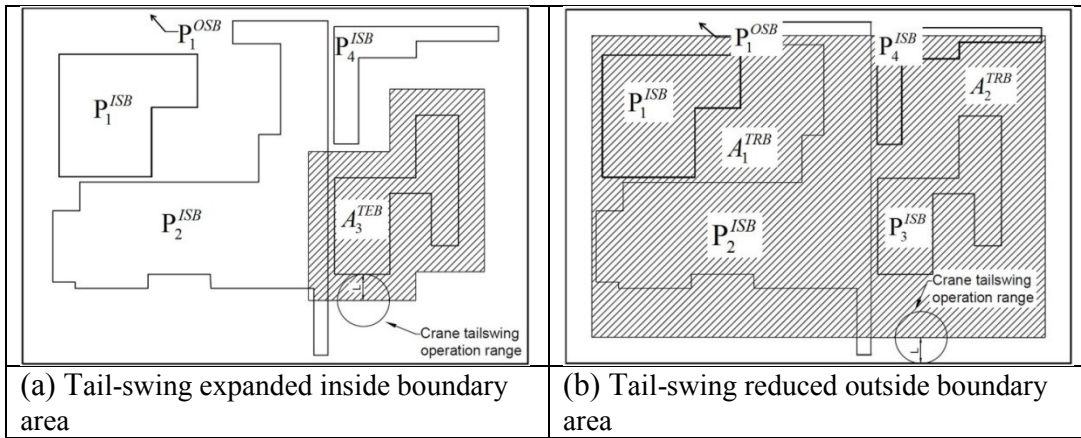 P₁^OSB
P₄^ISB
P₁^ISB
P₂^ISB
A₃^TEB
L
Crane tailswing
operation range
(a) Tail-swing expanded inside boundary
area
P₁^OSB
P₄^ISB
P₁^ISB
A₂^TRB
A₁^TRB
P₂^ISB
P₃^ISB
Crane tailswing
operation range
L
(b) Tail-swing reduced outside boundary
area